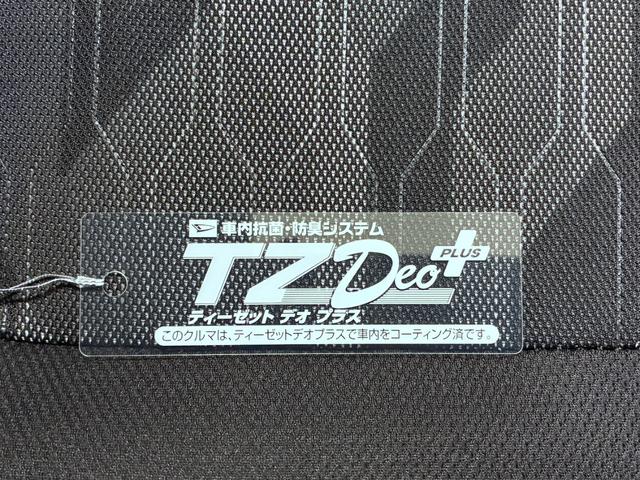 車内抗菌・防臭システム
TZ Deo PLUS
ティーゼット デオ プラス
このクルマは、ティーゼットデオプラスで車内をコーティング済です。